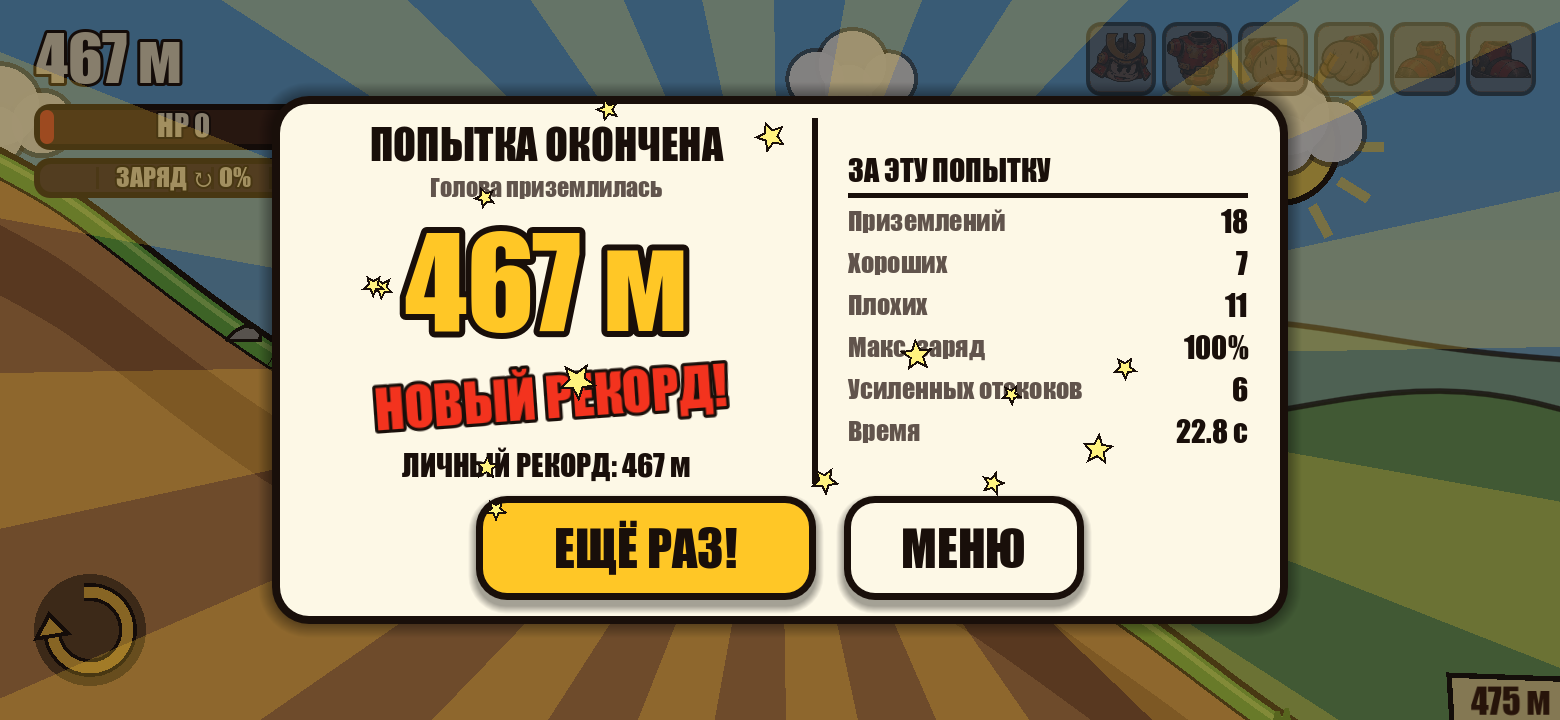 467 м
HP 0
ЗАРЯД ↻ 0%
ПОПЫТКА ОКОНЧЕНА
Голова приземлилась
467 м
НОВЫЙ РЕКОРД!
ЛИЧНЫЙ РЕКОРД: 467 м
ЗА ЭТУ ПОПЫТКУ
Приземлений 18
Хороших 7
Плохих 11
Макс. заряд 100%
Усиленных отскоков 6
Время 22.8 с
ЕЩЁ РАЗ!
МЕНЮ
475 м